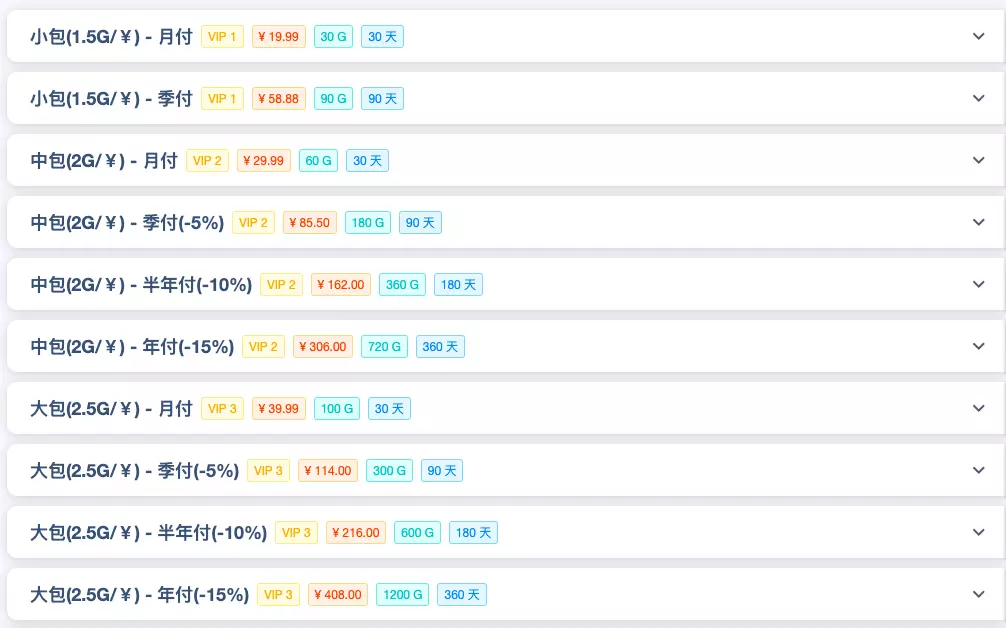 小包(1.5G/￥) - 月付 VIP 1 ￥19.99 30 G 30 天
小包(1.5G/￥) - 季付 VIP 1 ￥58.88 90 G 90 天
中包(2G/￥) - 月付 VIP 2 ￥29.99 60 G 30 天
中包(2G/￥) - 季付(-5%) VIP 2 ￥85.50 180 G 90 天
中包(2G/￥) - 半年付(-10%) VIP 2 ￥162.00 360 G 180 天
中包(2G/￥) - 年付(-15%) VIP 2 ￥306.00 720 G 360 天
大包(2.5G/￥) - 月付 VIP 3 ￥39.99 100 G 30 天
大包(2.5G/￥) - 季付(-5%) VIP 3 ￥114.00 300 G 90 天
大包(2.5G/￥) - 半年付(-10%) VIP 3 ￥216.00 600 G 180 天
大包(2.5G/￥) - 年付(-15%) VIP 3 ￥408.00 1200 G 360 天